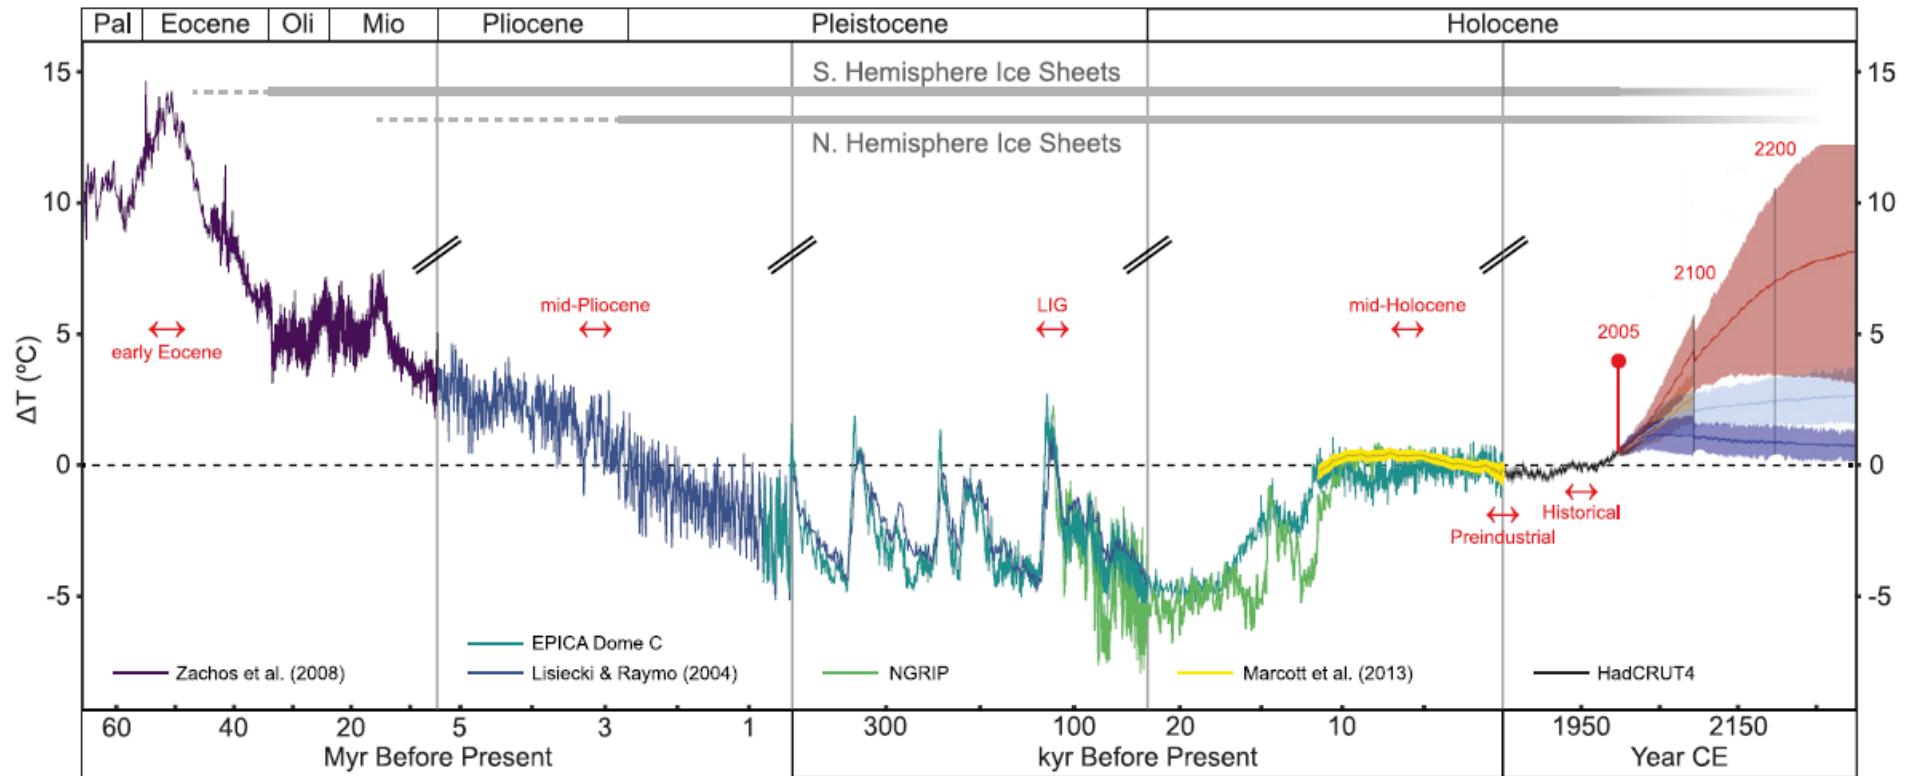 Pal Eocene Oli Mio Pliocene Pleistocene Holocene
15 S. Hemisphere Ice Sheets 15
N. Hemisphere Ice Sheets
2200
10 10
2100
mid-Pliocene LIG mid-Holocene
2005
5 5
early Eocene
ΔT (ºC)
0 0
Historical
Preindustrial
-5 -5
EPICA Dome C
Zachos et al. (2008) Lisiecki & Raymo (2004) NGRIP Marcott et al. (2013) HadCRUT4
60 40 20 5 3 1 300 100 20 10 1950 2150
Myr Before Present kyr Before Present Year CE